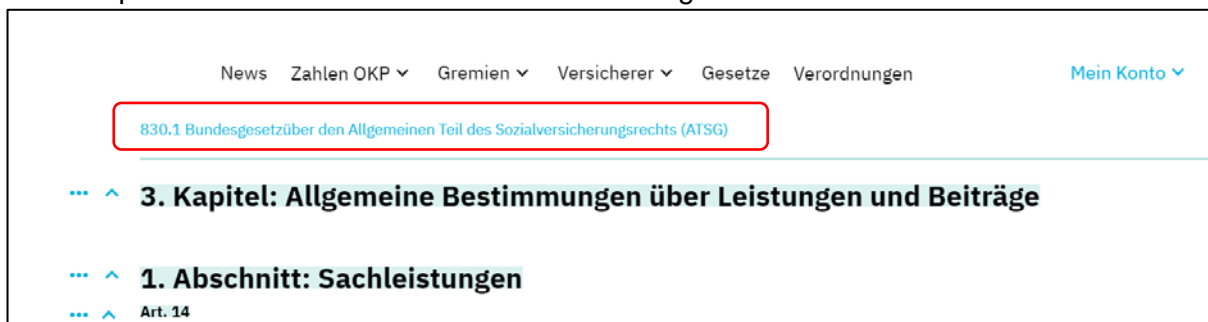 News Zahlen OKP Gremien Versicherer Gesetze Verordnungen Mein Konto
830.1 Bundesgesetzüber den Allgemeinen Teil des Sozialversicherungsrechts (ATSG)
3. Kapitel: Allgemeine Bestimmungen über Leistungen und Beiträge
1. Abschnitt: Sachleistungen
Art. 14